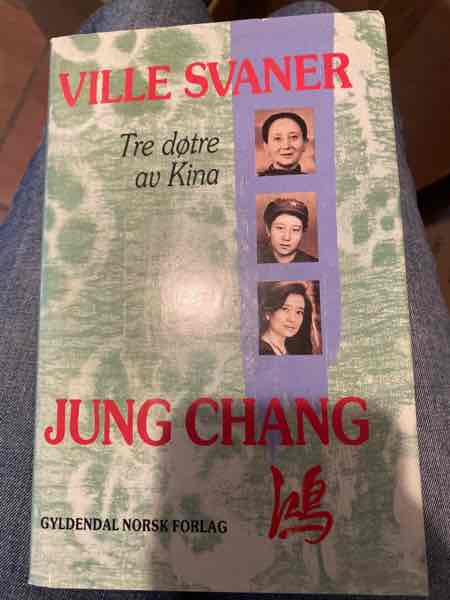 VILLE SVANER
Tre døtre
av Kina
JUNG CHANG
GYLDENDAL NORSK FORLAG
鴻